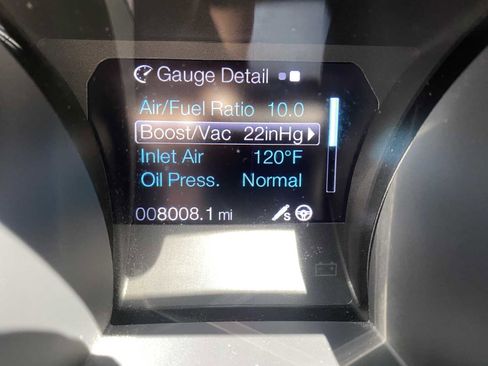 Gauge Detail
Air/Fuel Ratio 10.0
Boost/Vac 22inHg
Inlet Air 120°F
Oil Press. Normal
008008.1 mi S